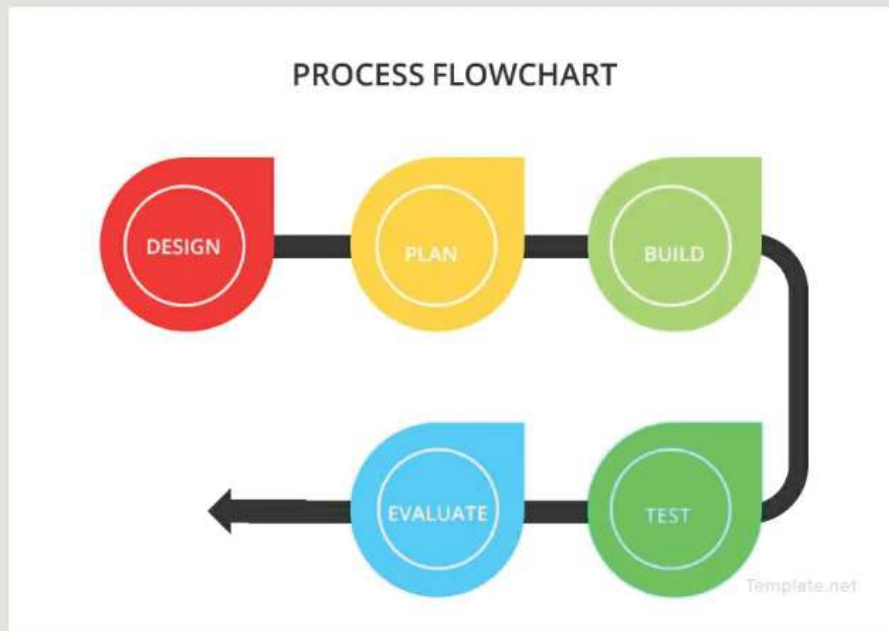 PROCESS FLOWCHART
DESIGN
PLAN
BUILD
TEST
EVALUATE
Template.net